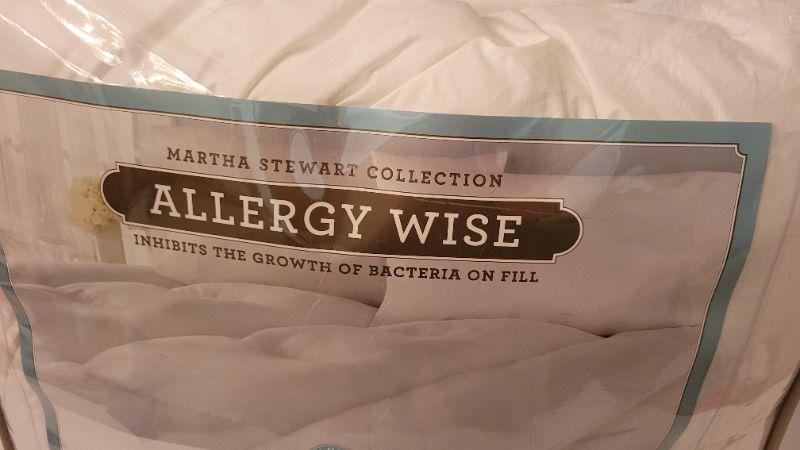 MARTHA STEWART COLLECTION
ALLERGY WISE
INHIBITS THE GROWTH OF BACTERIA ON FILL